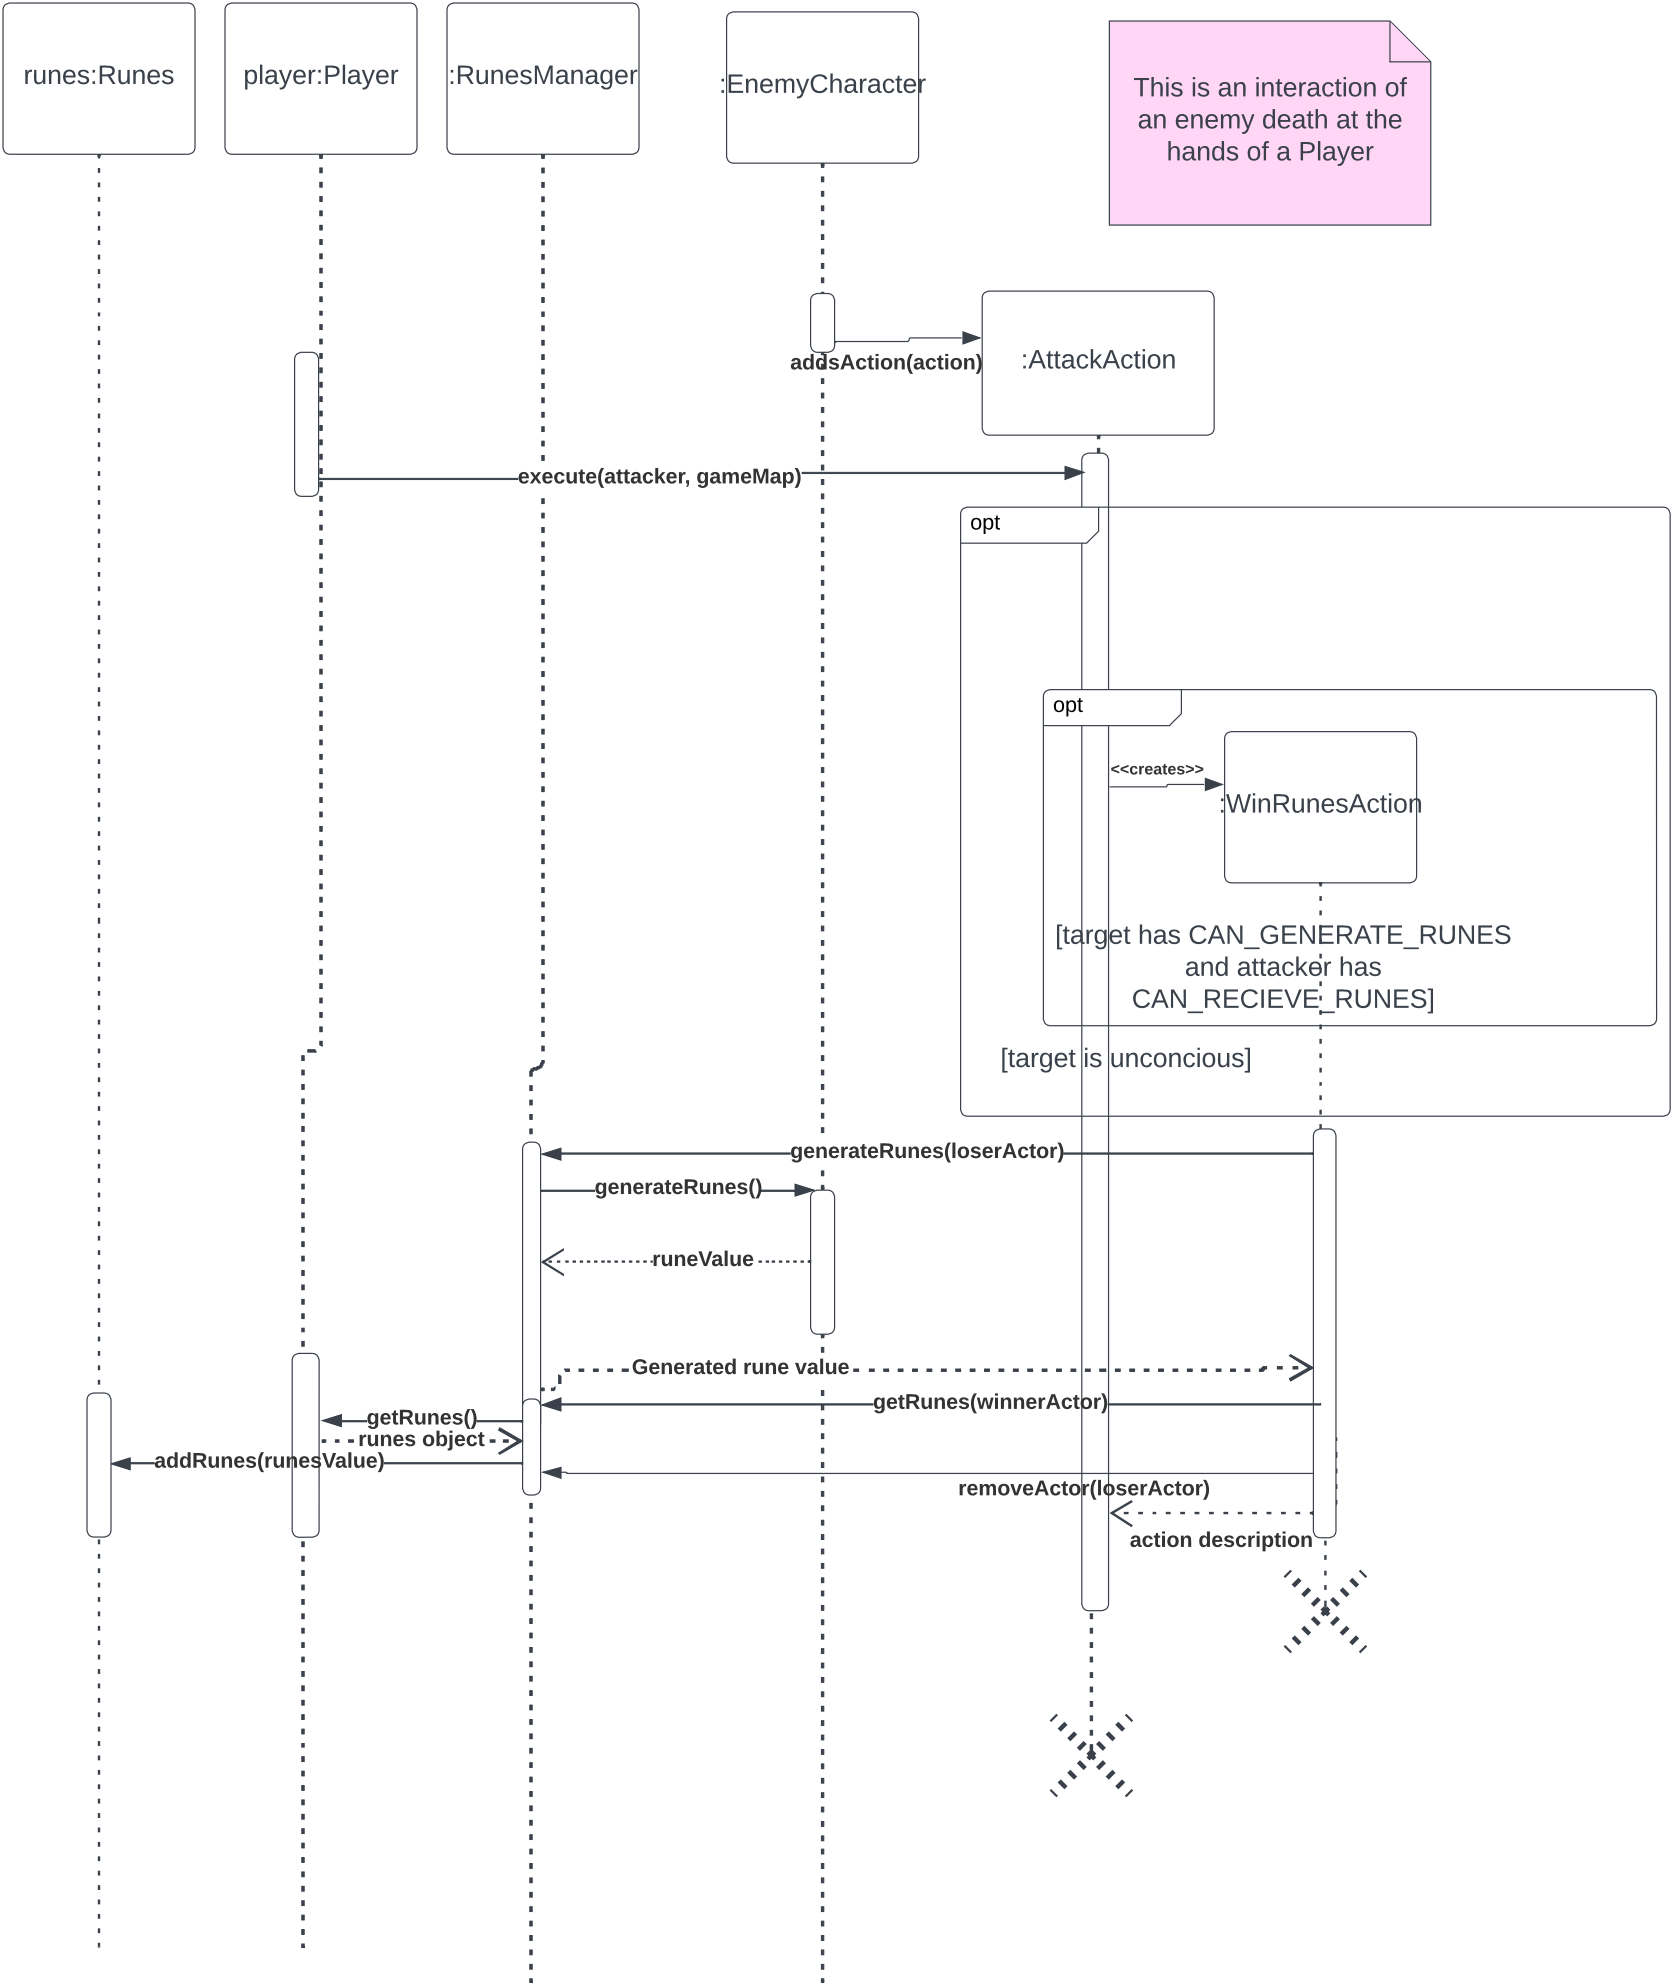 runes:Runes
player:Player
:RunesManager
:EnemyCharacter
This is an interaction of
an enemy death at the
hands of a Player
:AttackAction
addsAction(action)
execute(attacker, gameMap)
opt
opt
<<creates>>
:WinRunesAction
[target has CAN_GENERATE_RUNES
and attacker has
CAN_RECIEVE_RUNES]
[target is unconcious]
generateRunes(loserActor)
generateRunes()
runeValue
Generated rune value
getRunes(winnerActor)
getRunes()
runes object
addRunes(runesValue)
removeActor(loserActor)
action description